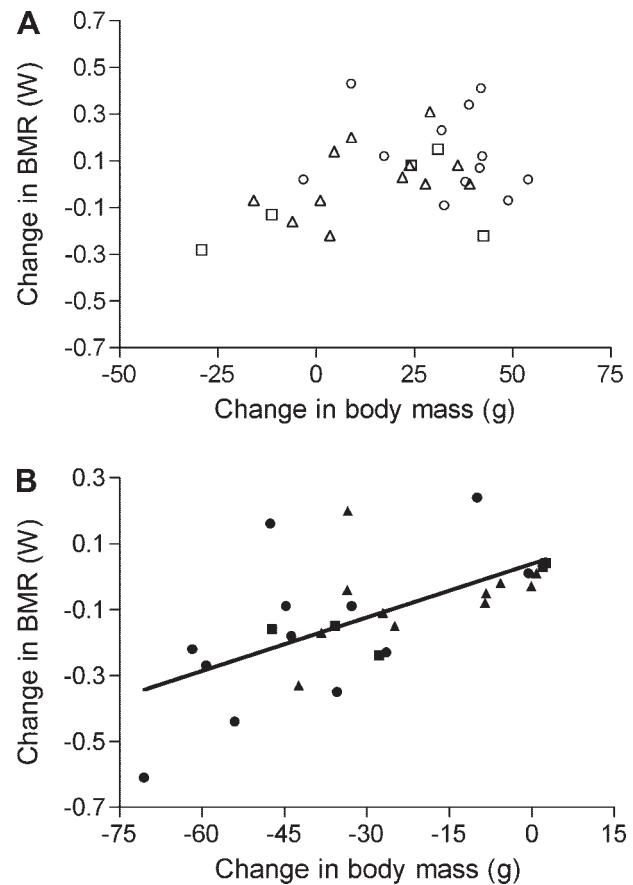 A
0.7
0.5
0.3
0.1
-0.1
-0.3
-0.5
-0.7
Change in BMR (W)
-50 -25 0 25 50 75
Change in body mass (g)
B
0.3
0.1
-0.1
-0.3
-0.5
-0.7
Change in BMR (W)
-75 -60 -45 -30 -15 0 15
Change in body mass (g)